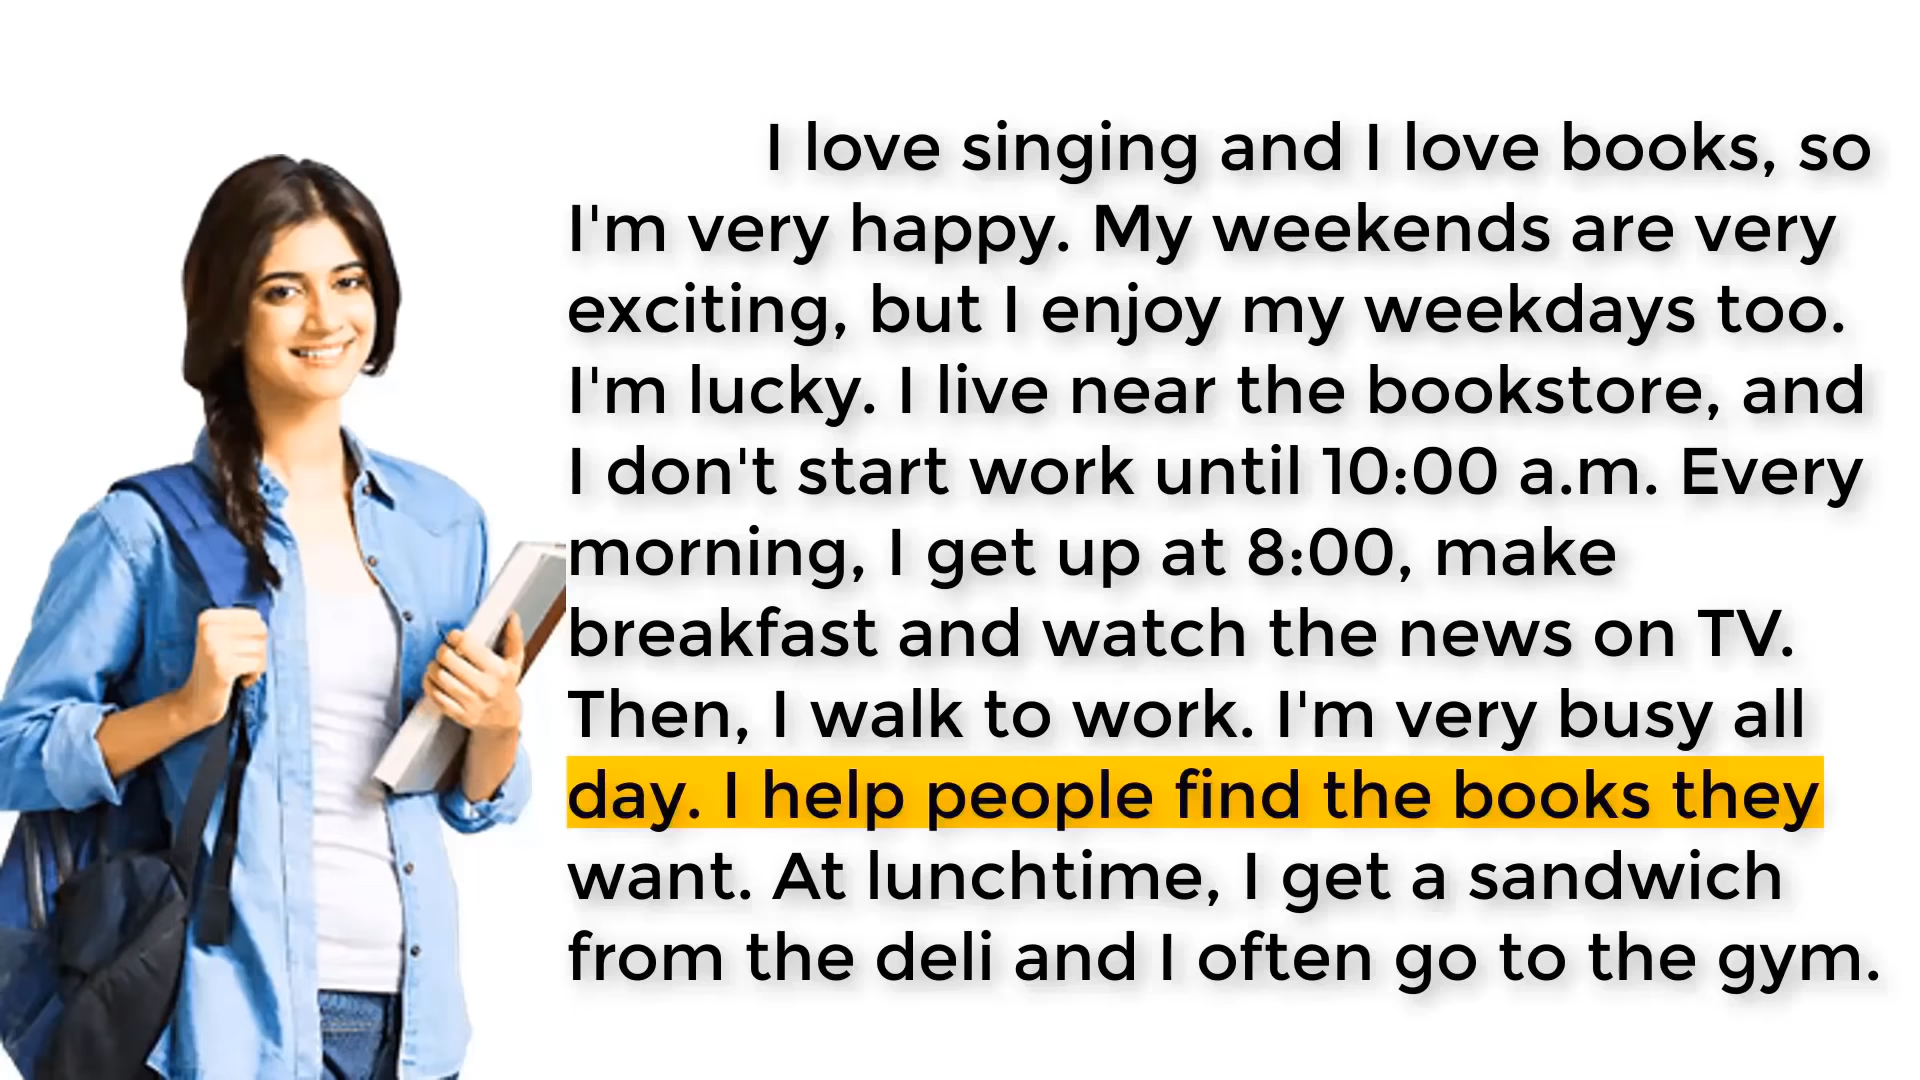 I love singing and I love books, so
I'm very happy. My weekends are very
exciting, but I enjoy my weekdays too.
I'm lucky. I live near the bookstore, and
I don't start work until 10:00 a.m. Every
morning, I get up at 8:00, make
breakfast and watch the news on TV.
Then, I walk to work. I'm very busy all
day. I help people find the books they
want. At lunchtime, I get a sandwich
from the deli and I often go to the gym.